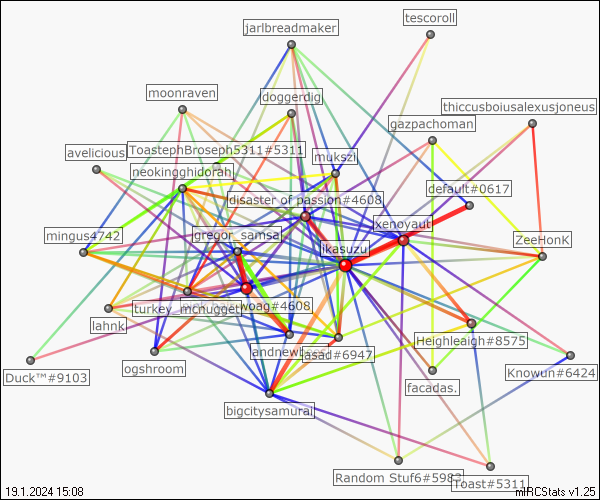 tescoroll
jarlbreadmaker
moonraven
doggerdig
thiccusboiusalexusjoneus
gazpachoman
ToastephBroseph5311#5311
avelicious
mukszi
neokingghidorah
default#0617
disaster of passion#4608
xenoyaut
mingus4742
gregor_samsa
ikasuzu
ZeeHonK
turkey_mcnugget
woag#4608
lahnk
andnew
asad#6947
Heighleaigh#8575
Duck™#9103
ogshroom
facadas.
Knowun#6424
bigcitysamurai
Random Stuf6#5983
Toast#5311
19.1.2024 15:08
mIRCStats v1.25